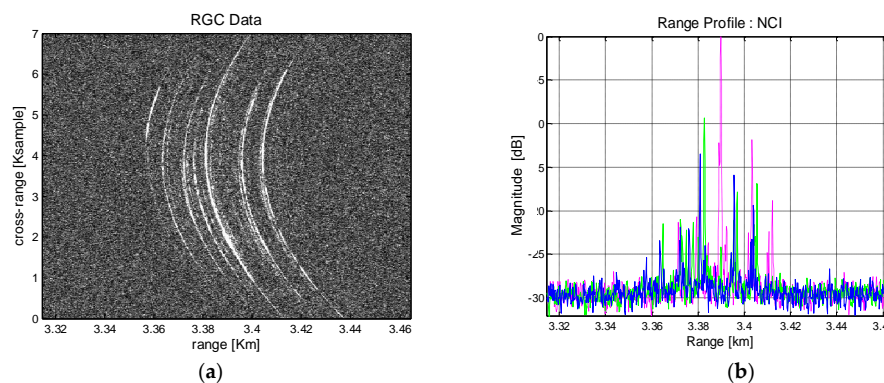 RGC Data
7
6
5
4
3
2
1
0
cross-range [Ksample]
3.32 3.34 3.36 3.38 3.4 3.42 3.44 3.46
range [Km]
(a)
Range Profile : NCI
0
-5
0
5
20
-25
-30
Magnitude [dB]
3.32 3.34 3.36 3.38 3.4 3.42 3.44 3.4
Range [km]
(b)